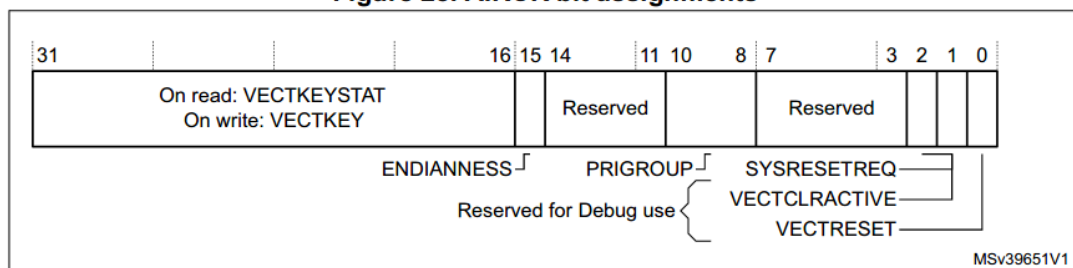 31 16 15 14 11 10 8 7 3 2 1 0
On read: VECTKEYSTAT
On write: VECTKEY
Reserved
Reserved
ENDIANNESS
PRIGROUP
SYSRESETREQ
Reserved for Debug use
VECTCLRACTIVE
VECTRESET
MSv39651V1